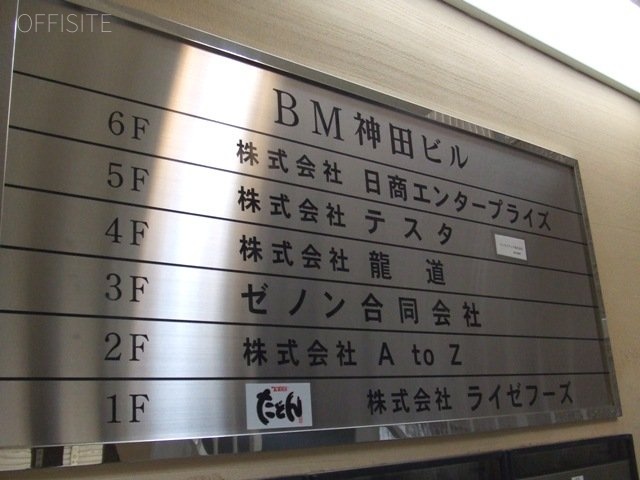 OFFISITE
BM神田ビル
6F 株式会社 日商エンタープライズ
5F 株式会社 テスタ
4F 株式会社 龍道
3F ゼノン合同会社
2F 株式会社 A to Z
1F たどん 株式会社 ライゼフーズ